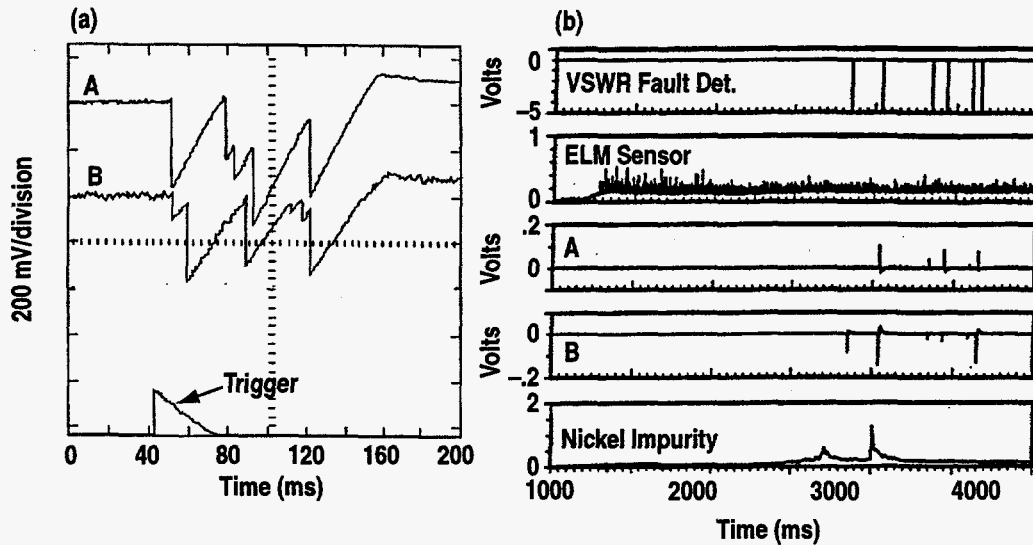 (a)
A
B
200 mV/division
Trigger
0 40 80 120 160 200
Time (ms)
(b)
Volts
0
-5
VSWR Fault Det.
1
0
ELM Sensor
Volts
.2
0
A
Volts
0
-.2
B
2
0
Nickel Impurity
1000 2000 3000 4000
Time (ms)